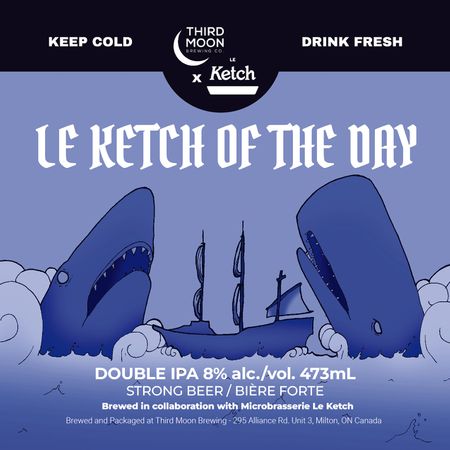 KEEP COLD
THIRD
MOON
BREWING CO.
DRINK FRESH
LE
x Ketch
LE KETCH OF THE DAY
DOUBLE IPA 8% alc./vol. 473mL
STRONG BEER / BIÈRE FORTE
Brewed in collaboration with Microbrasserie Le Ketch
Brewed and Packaged at Third Moon Brewing - 295 Alliance Rd. Unit 3, Milton, ON Canada